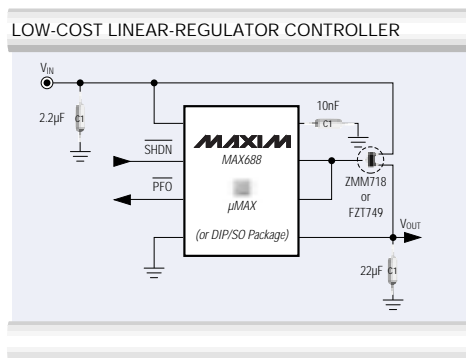 LOW-COST LINEAR-REGULATOR CONTROLLER
VIN
2.2µF
C1
10nF
C1
MAXIM
MAX688
SHDN
PFO
µMAX
(or DIP/SO Package)
ZMM718
or
FZT749
VOUT
22µF
C1